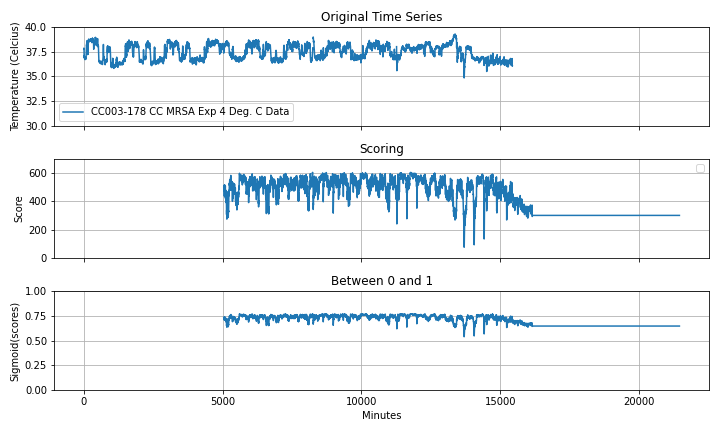 Original Time Series
40.0
37.5
35.0
32.5
30.0
Temperature (Celcius)
CC003-178 CC MRSA Exp 4 Deg. C Data
Scoring
600
400
200
0
Score
Between 0 and 1
1.00
0.75
0.50
0.25
0.00
Sigmoid(scores)
0 5000 10000 15000 20000
Minutes